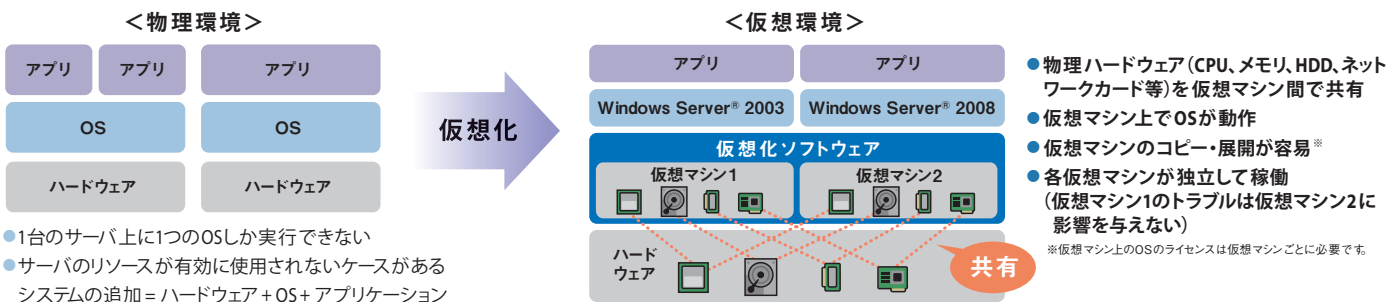 ＜物理環境＞
アプリ アプリ アプリ
OS OS
ハードウェア ハードウェア
●1台のサーバ上に1つのOSしか実行できない
●サーバのリソースが有効に使用されないケースがある
システムの追加＝ハードウェア＋OS＋アプリケーション
仮想化
＜仮想環境＞
アプリ アプリ
Windows Server® 2003 Windows Server® 2008
仮想化ソフトウェア
仮想マシン1 仮想マシン2
ハード
ウェア
共有
●物理ハードウェア（CPU、メモリ、HDD、ネット
ワークカード等）を仮想マシン間で共有
●仮想マシン上でOSが動作
●仮想マシンのコピー・展開が容易※
●各仮想マシンが独立して稼働
（仮想マシン1のトラブルは仮想マシン2に
影響を与えない）
※仮想マシン上のOSのライセンスは仮想マシンごとに必要です。